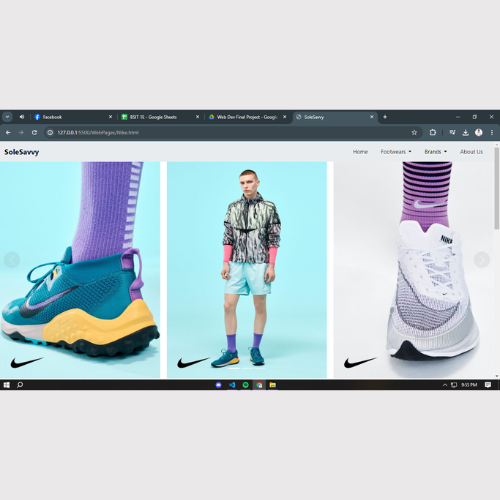 Facebook
BSIT 1E - Google Sheets
Web Dev Final Project - Google
SoleSavvy
127.0.0.1:5500/WebPages/Nike.html
SoleSavvy
Home
Footwears
Brands
About Us
9:55 PM